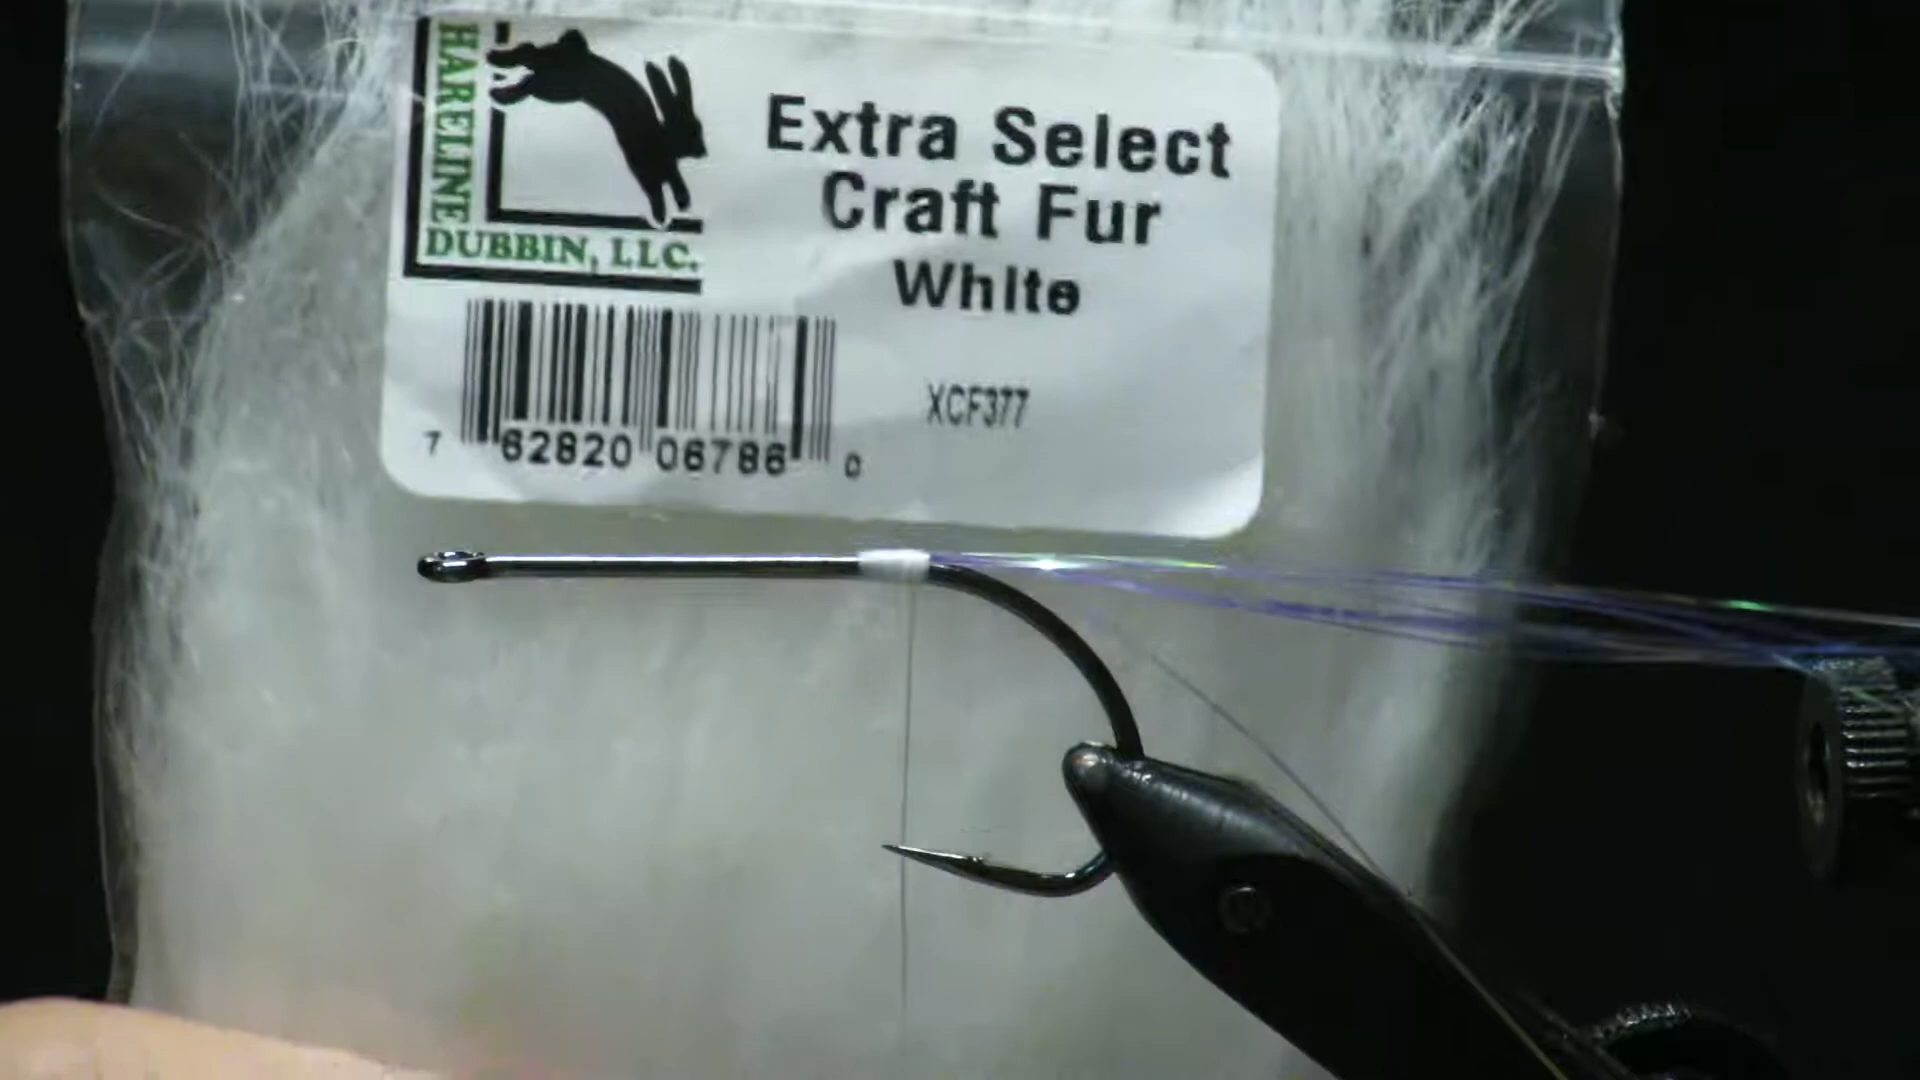 HARELINE
DUBBIN, LLC.
Extra Select
Craft Fur
White
XCF377
7 62820 06786 0